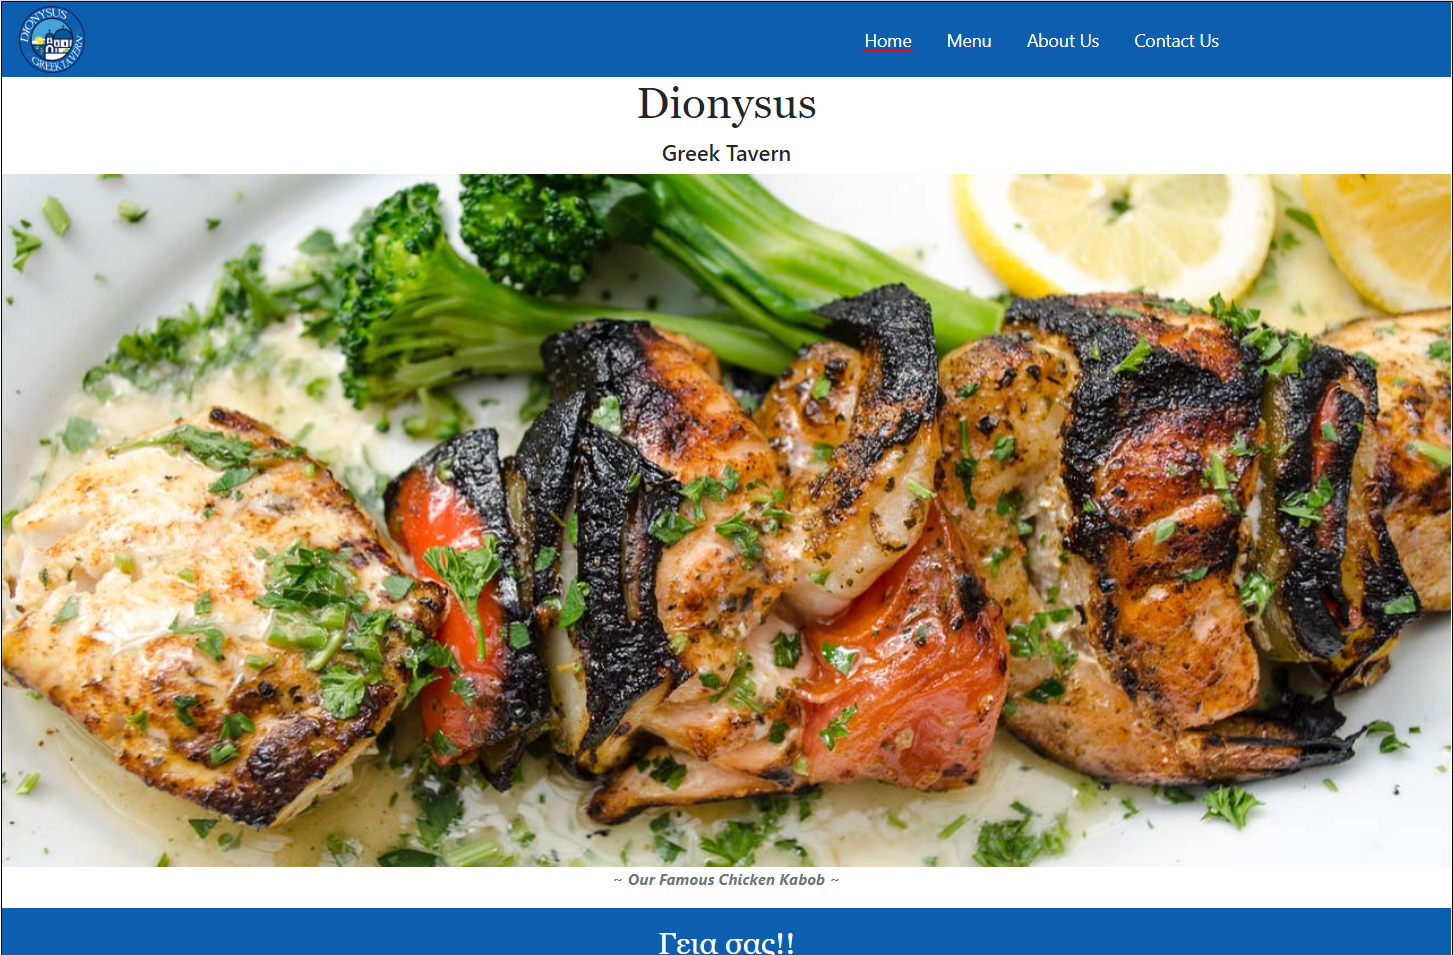 DIONYSUS
GREEK TAVERN
Home Menu About Us Contact Us
Dionysus
Greek Tavern
~ Our Famous Chicken Kabob ~
Γεια σας!!